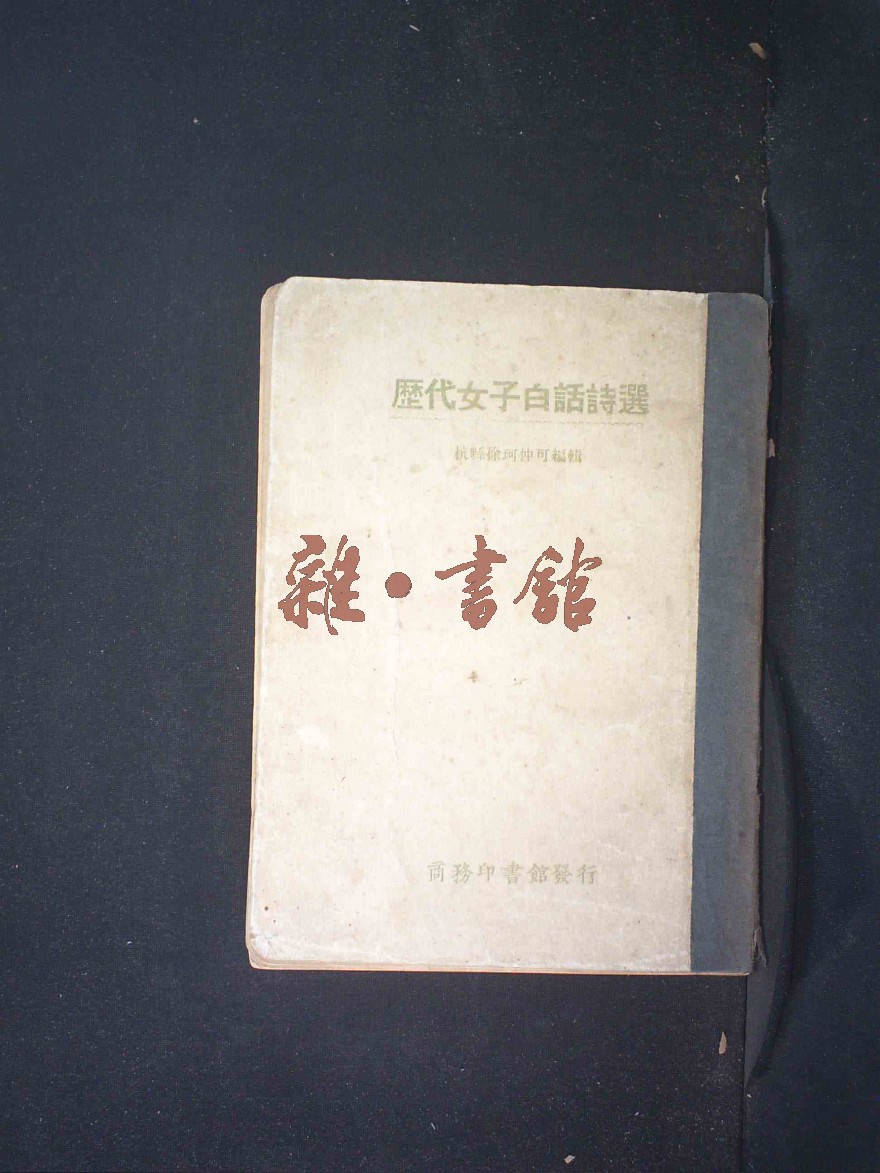 歷代女子白話詩選
杭縣徐珂仲可編輯
雜·書館
商務印書館發行